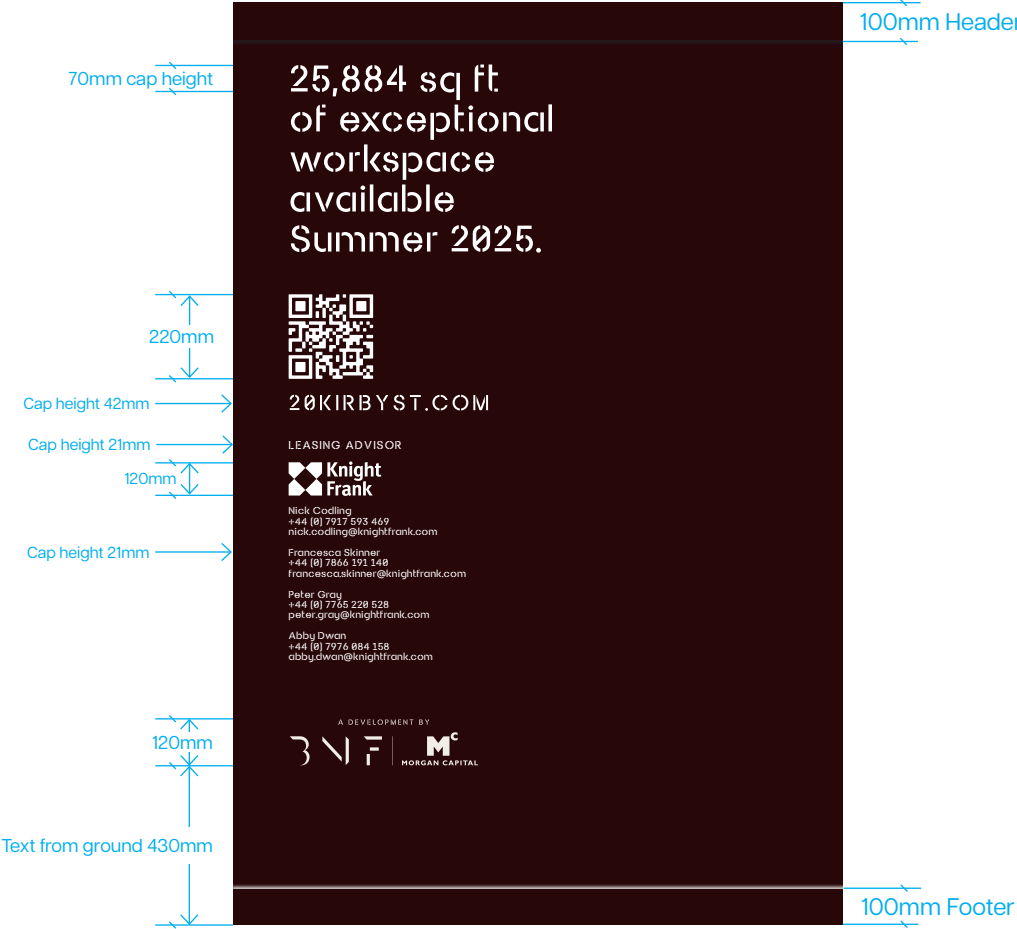 100mm Header
70mm cap height
25,884 sq ft
of exceptional
workspace
available
Summer 2025.
220mm
Cap height 42mm
20KIRBYST.COM
Cap height 21mm
LEASING ADVISOR
120mm
Knight
Frank
Nick Codling
+44 (0) 7917 593 469
nick.codling@knightfrank.com
Cap height 21mm
Francesca Skinner
+44 (0) 7866 191 140
francesca.skinner@knightfrank.com
Peter Gray
+44 (0) 7765 220 528
peter.gray@knightfrank.com
Abby Dwan
+44 (0) 7976 084 158
abby.dwan@knightfrank.com
A DEVELOPMENT BY
120mm
BNF
Mc
MORGAN CAPITAL
Text from ground 430mm
100mm Footer